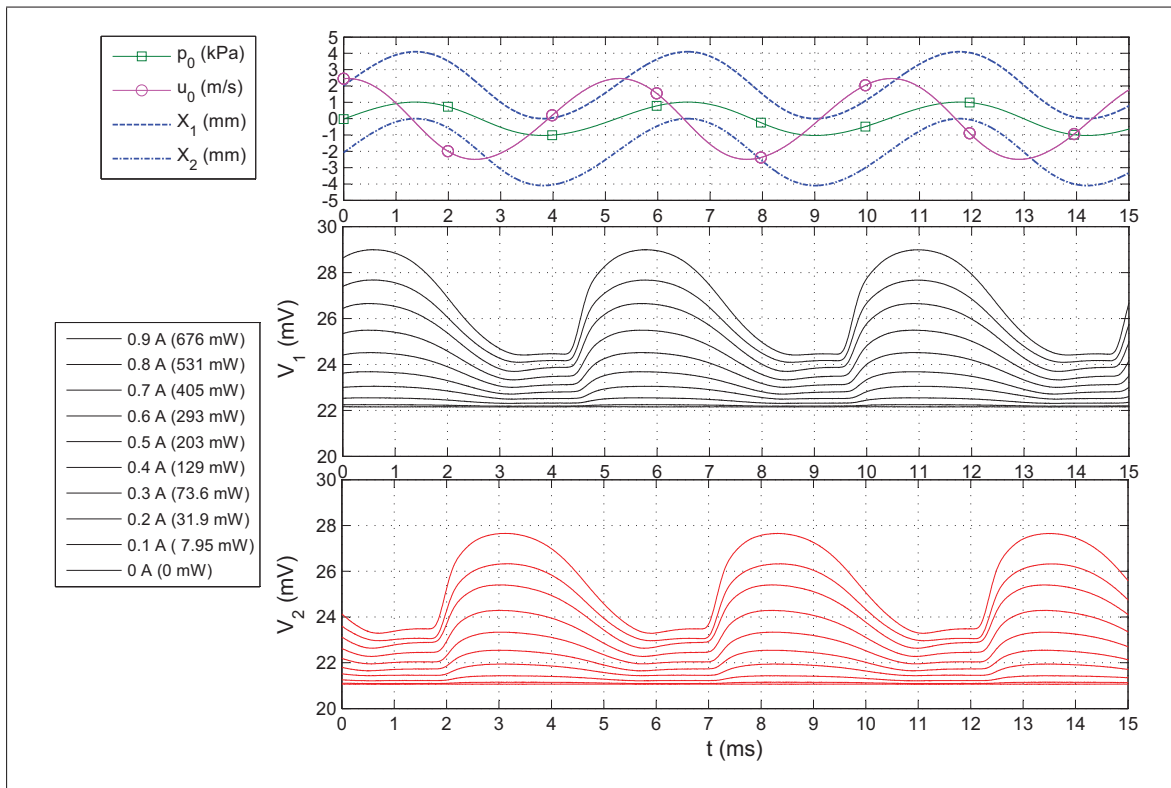 p0 (kPa)
u0 (m/s)
X1 (mm)
X2 (mm)
5
4
3
2
1
0
-1
-2
-3
-4
-5
0 1 2 3 4 5 6 7 8 9 10 11 12 13 14 15
0.9 A (676 mW)
0.8 A (531 mW)
0.7 A (405 mW)
0.6 A (293 mW)
0.5 A (203 mW)
0.4 A (129 mW)
0.3 A (73.6 mW)
0.2 A (31.9 mW)
0.1 A ( 7.95 mW)
0 A (0 mW)
V1 (mV)
30
28
26
24
22
20
0 1 2 3 4 5 6 7 8 9 10 11 12 13 14 15
V2 (mV)
30
28
26
24
22
20
0 1 2 3 4 5 6 7 8 9 10 11 12 13 14 15
t (ms)